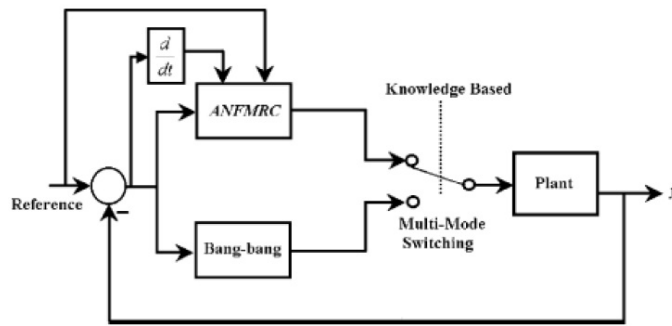 d
dt
ANFMRC
Knowledge Based
Reference
−
Plant
Bang-bang
Multi-Mode
Switching